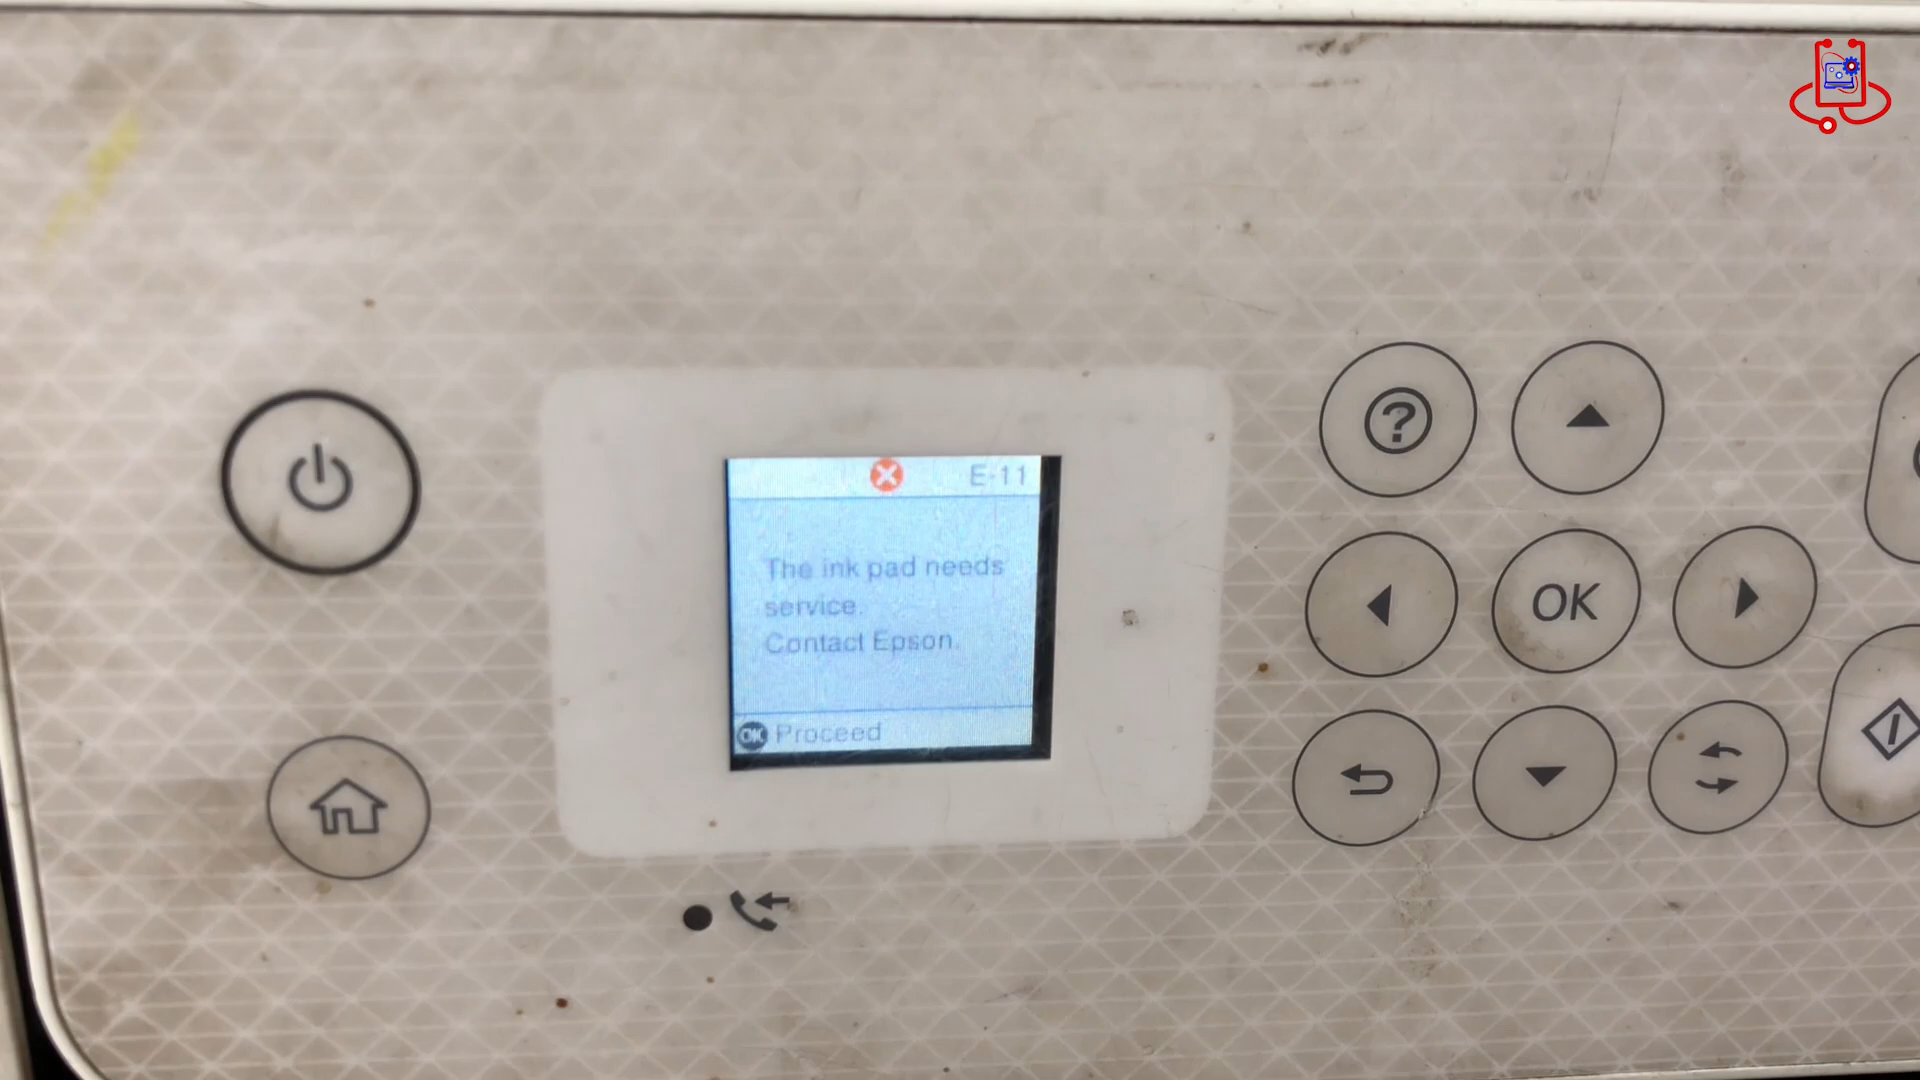 E-11
The ink pad needs
service.
Contact Epson.
OK Proceed
?
OK